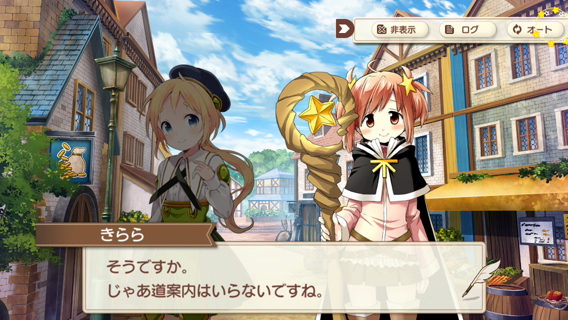 非表示
ログ
オート
きらら
そうですか。
じゃあ道案内はいらないですね。